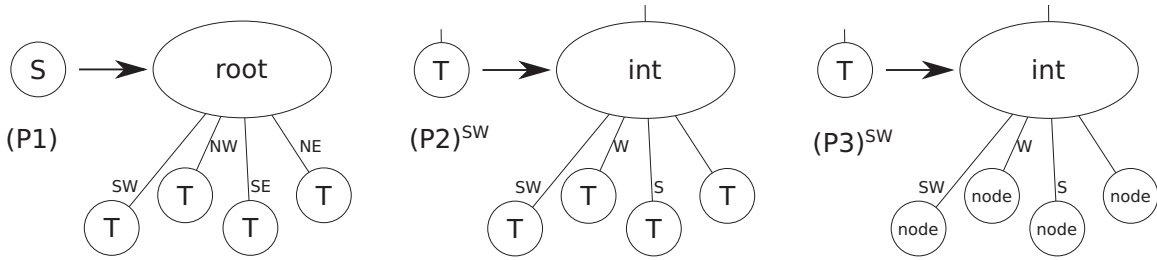 S root T int T int
(P1) (P2)^SW (P3)^SW
NW NE W W
SW SE SW S SW S
T T T T node node
T T T T node node